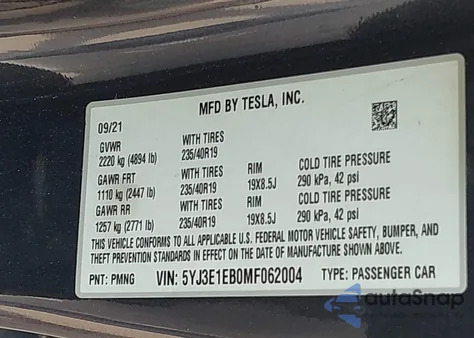 MFD BY TESLA, INC.
09/21
GVWR WITH TIRES
2220 kg (4894 lb) 235/40R19
GAWR FRT WITH TIRES RIM COLD TIRE PRESSURE
1110 kg (2447 lb) 235/40R19 19X8.5J 290 kPa, 42 psi
GAWR RR WITH TIRES RIM COLD TIRE PRESSURE
1257 kg (2771 lb) 235/40R19 19X8.5J 290 kPa, 42 psi
THIS VEHICLE CONFORMS TO ALL APPLICABLE U.S. FEDERAL MOTOR VEHICLE SAFETY, BUMPER, AND
THEFT PREVENTION STANDARDS IN EFFECT ON THE DATE OF MANUFACTURE SHOWN ABOVE.
PNT: PMNG VIN: 5YJ3E1EB0MF062004 TYPE: PASSENGER CAR
autoSnap